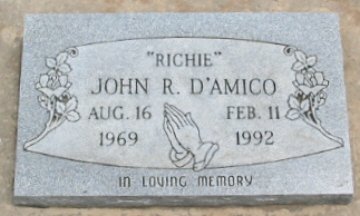 "RICHIE"
JOHN R. D'AMICO
AUG. 16 FEB. 11
1969 1992
IN LOVING MEMORY